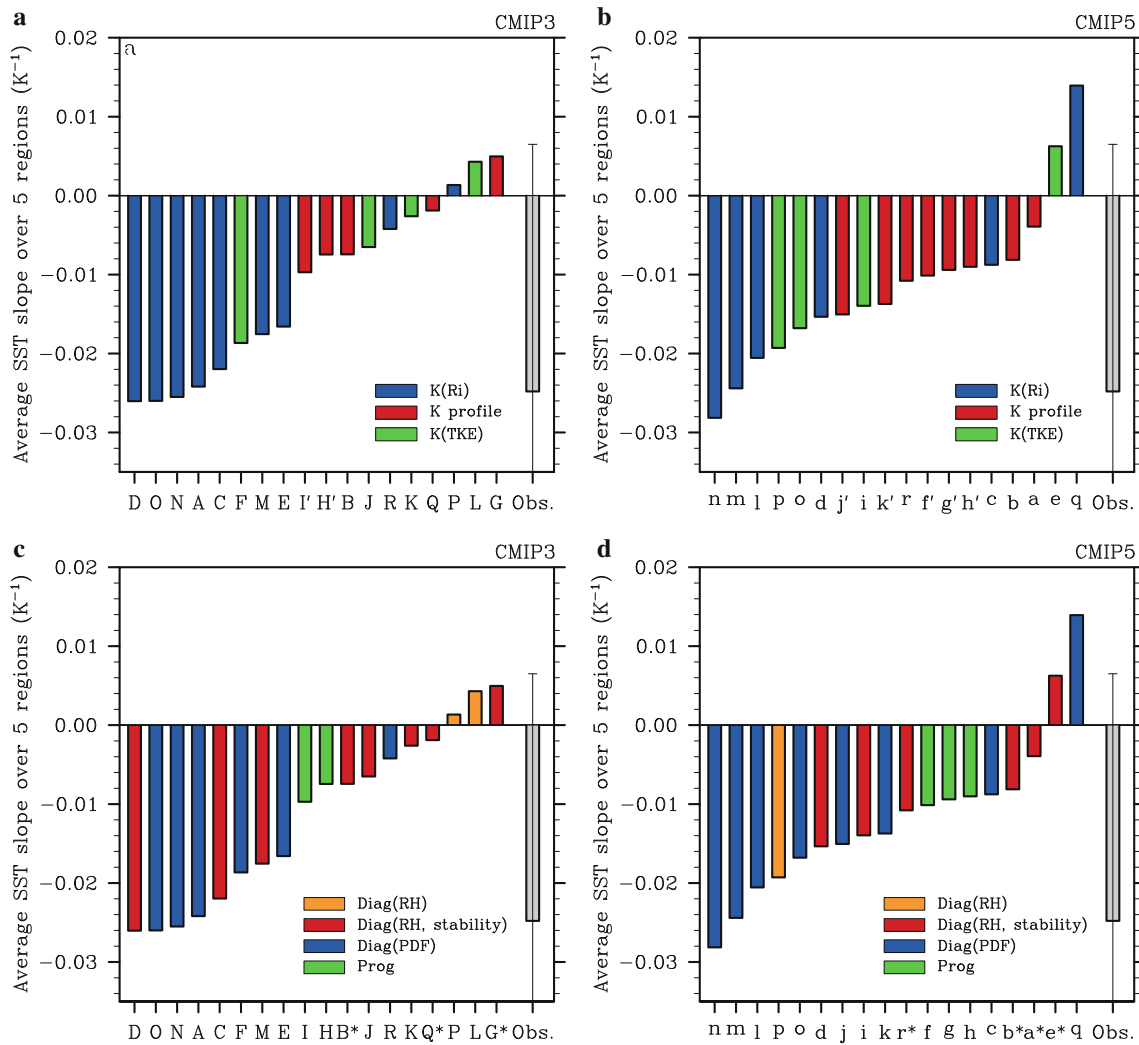 a
CMIP3
a
Average SST slope over 5 regions (K⁻¹)
0.02
0.01
0.00
−0.01
−0.02
−0.03
K(Ri)
K profile
K(TKE)
D O N A C F M E I′ H′ B J R K Q P L G Obs.
b
CMIP5
Average SST slope over 5 regions (K⁻¹)
0.02
0.01
0.00
−0.01
−0.02
−0.03
K(Ri)
K profile
K(TKE)
n m l p o d j′ i k′ r f′ g′ h′ c b a e q Obs.
c
CMIP3
Average SST slope over 5 regions (K⁻¹)
0.02
0.01
0.00
−0.01
−0.02
−0.03
Diag(RH)
Diag(RH, stability)
Diag(PDF)
Prog
D O N A C F M E I H B* J R K Q* P L G* Obs.
d
CMIP5
Average SST slope over 5 regions (K⁻¹)
0.02
0.01
0.00
−0.01
−0.02
−0.03
Diag(RH)
Diag(RH, stability)
Diag(PDF)
Prog
n m l p o d j i k r* f g h c b* a* e* q Obs.